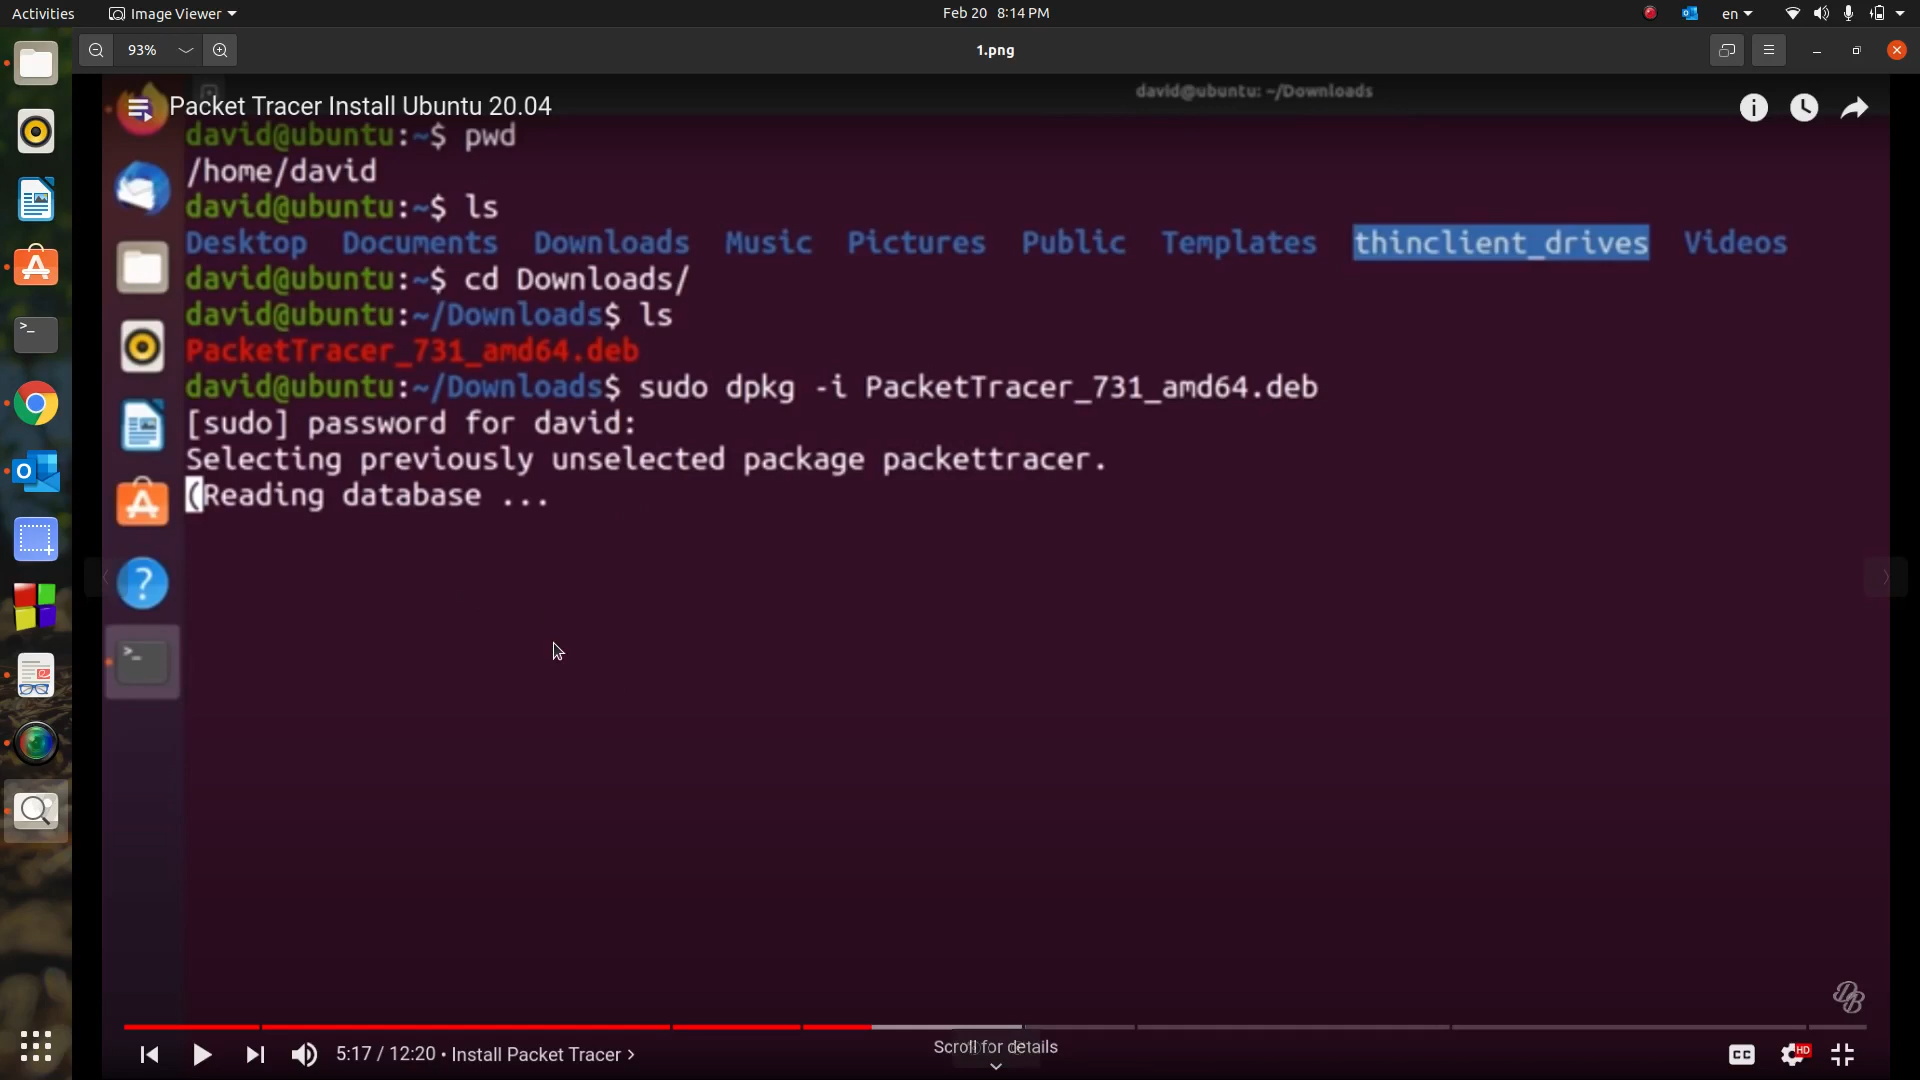 Activities Image Viewer Feb 20 8:14 PM en
93% 1.png
david@ubuntu: ~/Downloads
Packet Tracer Install Ubuntu 20.04
david@ubuntu:~$ pwd
/home/david
david@ubuntu:~$ ls
Desktop Documents Downloads Music Pictures Public Templates thinclient_drives Videos
david@ubuntu:~$ cd Downloads/
david@ubuntu:~/Downloads$ ls
PacketTracer_731_amd64.deb
david@ubuntu:~/Downloads$ sudo dpkg -i PacketTracer_731_amd64.deb
[sudo] password for david:
Selecting previously unselected package packettracer.
(Reading database ...
DB
5:17 / 12:20 • Install Packet Tracer
Scroll for details
CC HD